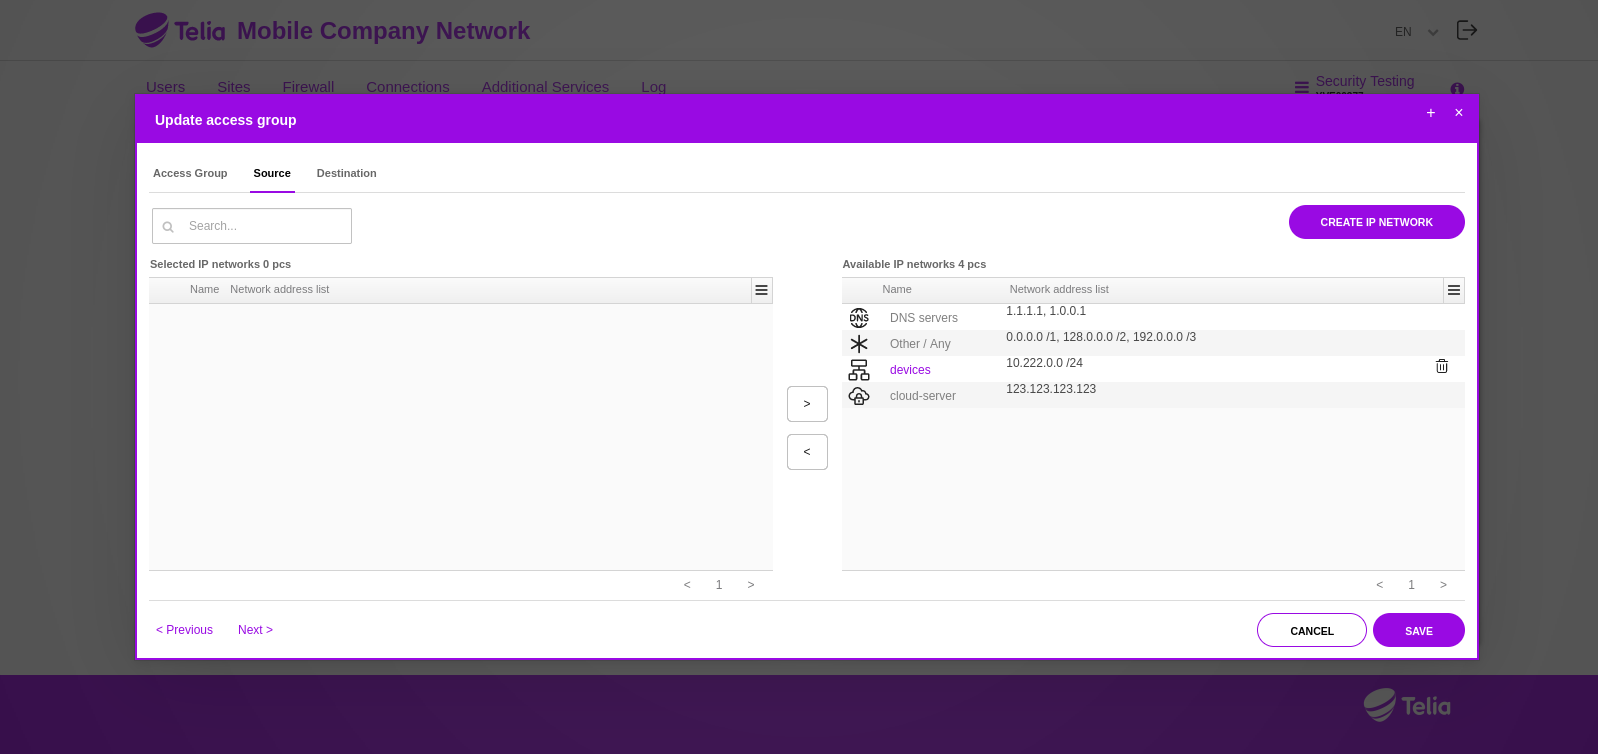 Telia Mobile Company Network
EN
Users Sites Firewall Connections Additional Services Log
Security Testing
Update access group
+ ×
Access Group Source Destination
Search...
CREATE IP NETWORK
Selected IP networks 0 pcs
Name Network address list
Available IP networks 4 pcs
Name Network address list
DNS DNS servers 1.1.1.1, 1.0.0.1
Other / Any 0.0.0.0 /1, 128.0.0.0 /2, 192.0.0.0 /3
devices 10.222.0.0 /24
cloud-server 123.123.123.123
>
<
< 1 >
< 1 >
< Previous Next >
CANCEL SAVE
Telia